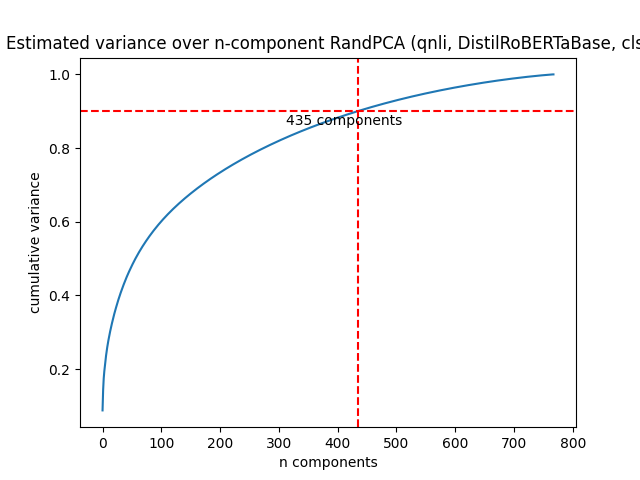 Estimated variance over n-component RandPCA (qnli, DistilRoBERTaBase, cls
1.0
435 components
0.8
0.6
cumulative variance
0.4
0.2
0 100 200 300 400 500 600 700 800
n components